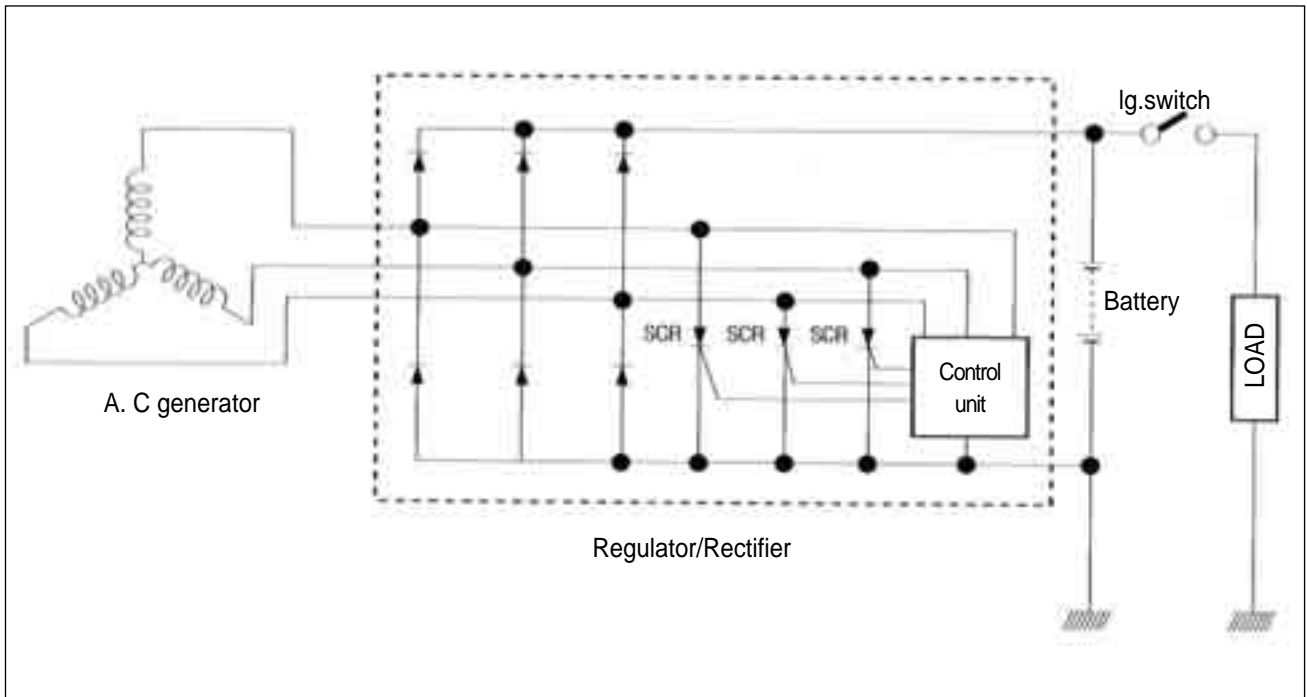 Ig.switch
SCR
SCR
SCR
Battery
Control
unit
LOAD
A. C generator
Regulator/Rectifier